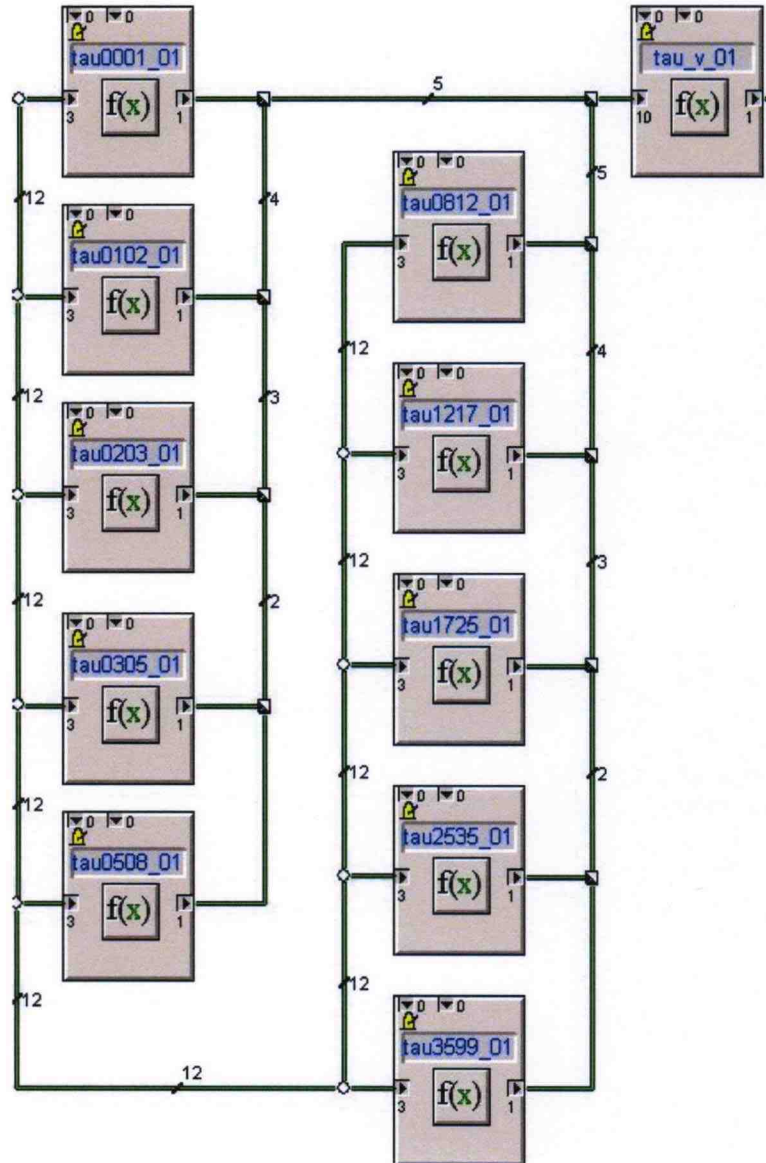 0 0
tau0001_01
3 f(x) 1
0 0
tau_v_01
10 f(x) 1
5
12
4
5
0 0
tau0102_01
3 f(x) 1
0 0
tau0812_01
3 f(x) 1
12
3
12
4
0 0
tau0203_01
3 f(x) 1
0 0
tau1217_01
3 f(x) 1
12
2
12
3
0 0
tau0305_01
3 f(x) 1
0 0
tau1725_01
3 f(x) 1
12
12
2
0 0
tau0508_01
3 f(x) 1
0 0
tau2535_01
3 f(x) 1
12
12
12
0 0
tau3599_01
3 f(x) 1